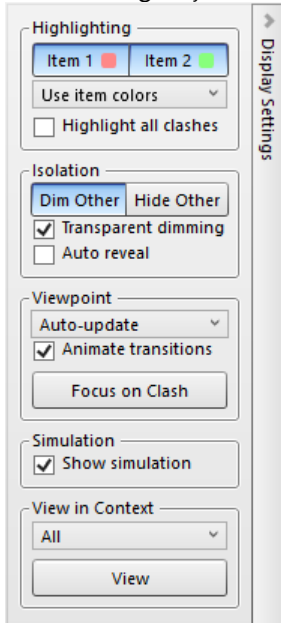 Highlighting
Item 1
Item 2
Use item colors
Highlight all clashes
Isolation
Dim Other
Hide Other
Transparent dimming
Auto reveal
Viewpoint
Auto-update
Animate transitions
Focus on Clash
Simulation
Show simulation
View in Context
All
View
Display Settings